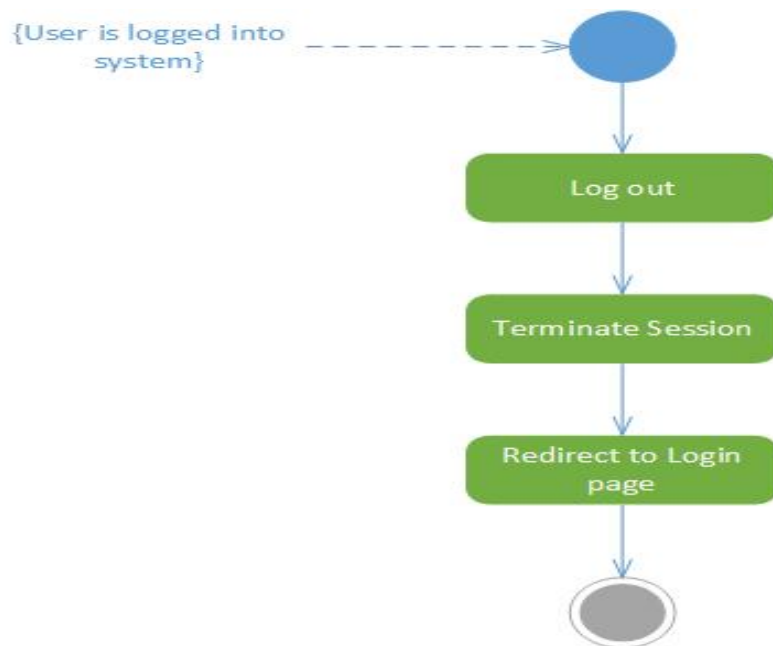 {User is logged into
system}
Log out
Terminate Session
Redirect to Login
page